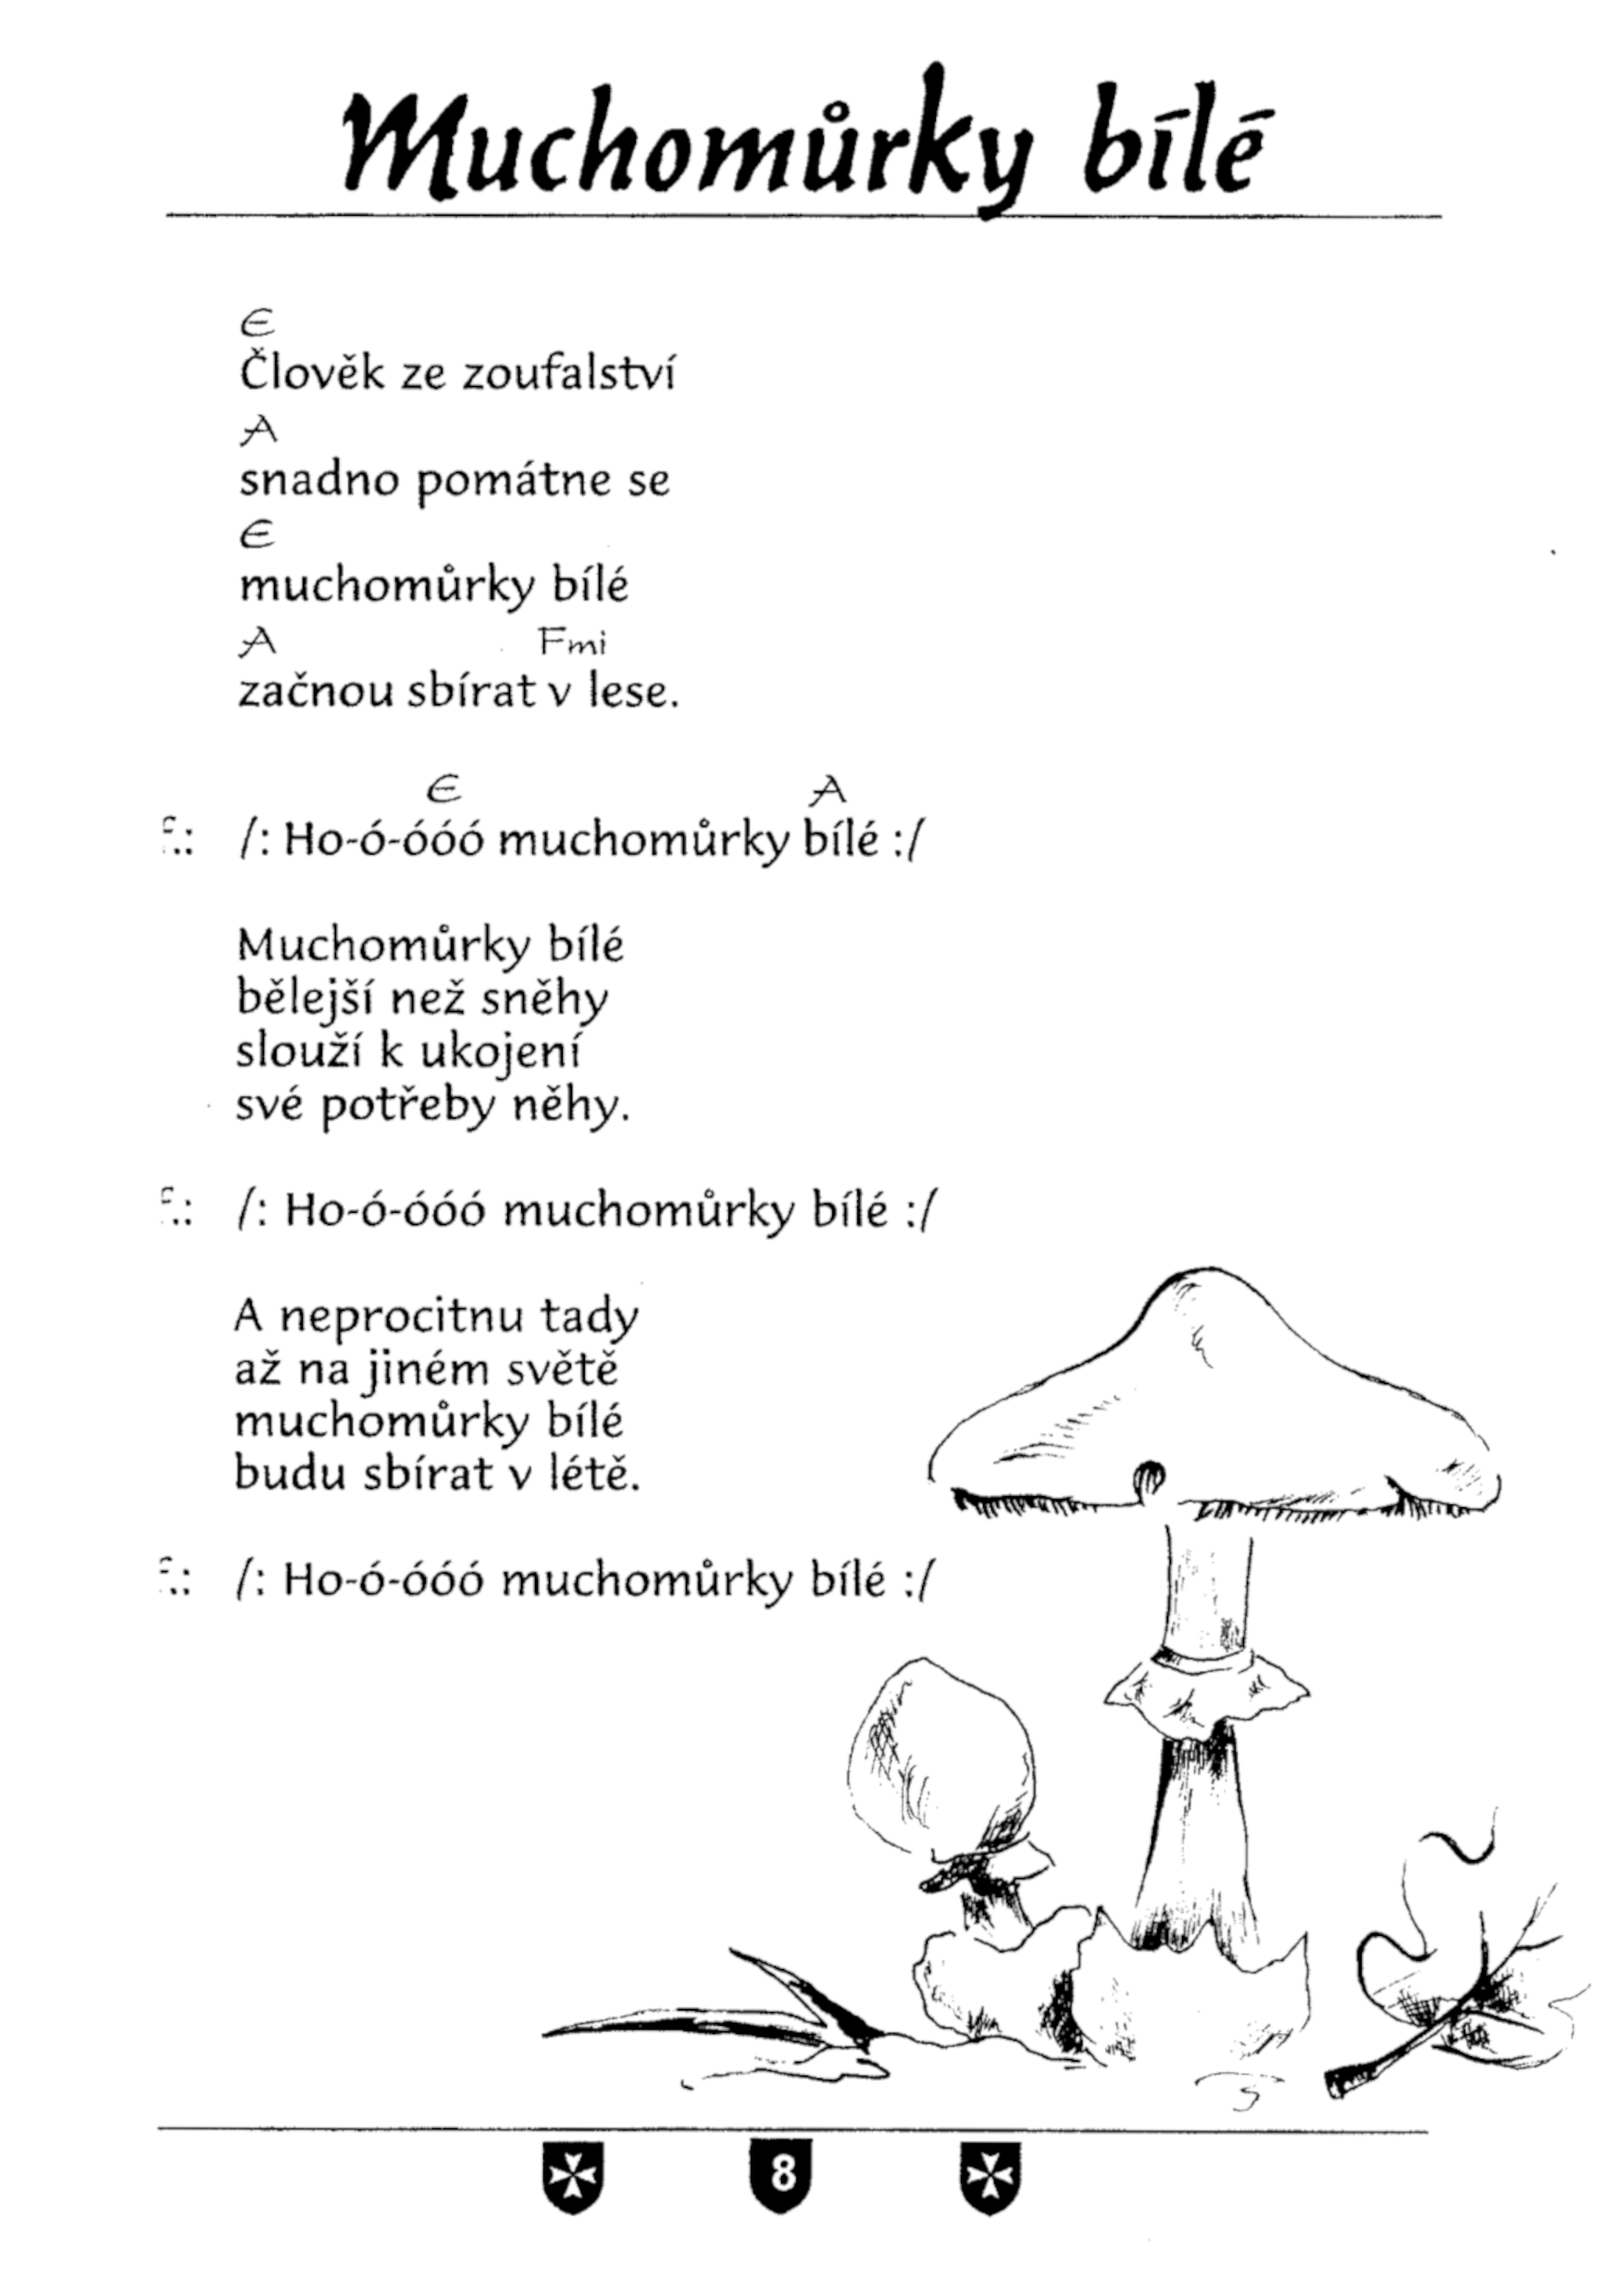 Muchomůrky bílé
E
Člověk ze zoufalství
A
snadno pomátne se
E
muchomůrky bílé
A Fmi
začnou sbírat v lese.
E A
/: Ho-ó-óóó muchomůrky bílé :/
Muchomůrky bílé
bělejší než sněhy
slouží k ukojení
své potřeby něhy.
/: Ho-ó-óóó muchomůrky bílé :/
A neprocitnu tady
až na jiném světě
muchomůrky bílé
budu sbírat v létě.
/: Ho-ó-óóó muchomůrky bílé :/
8